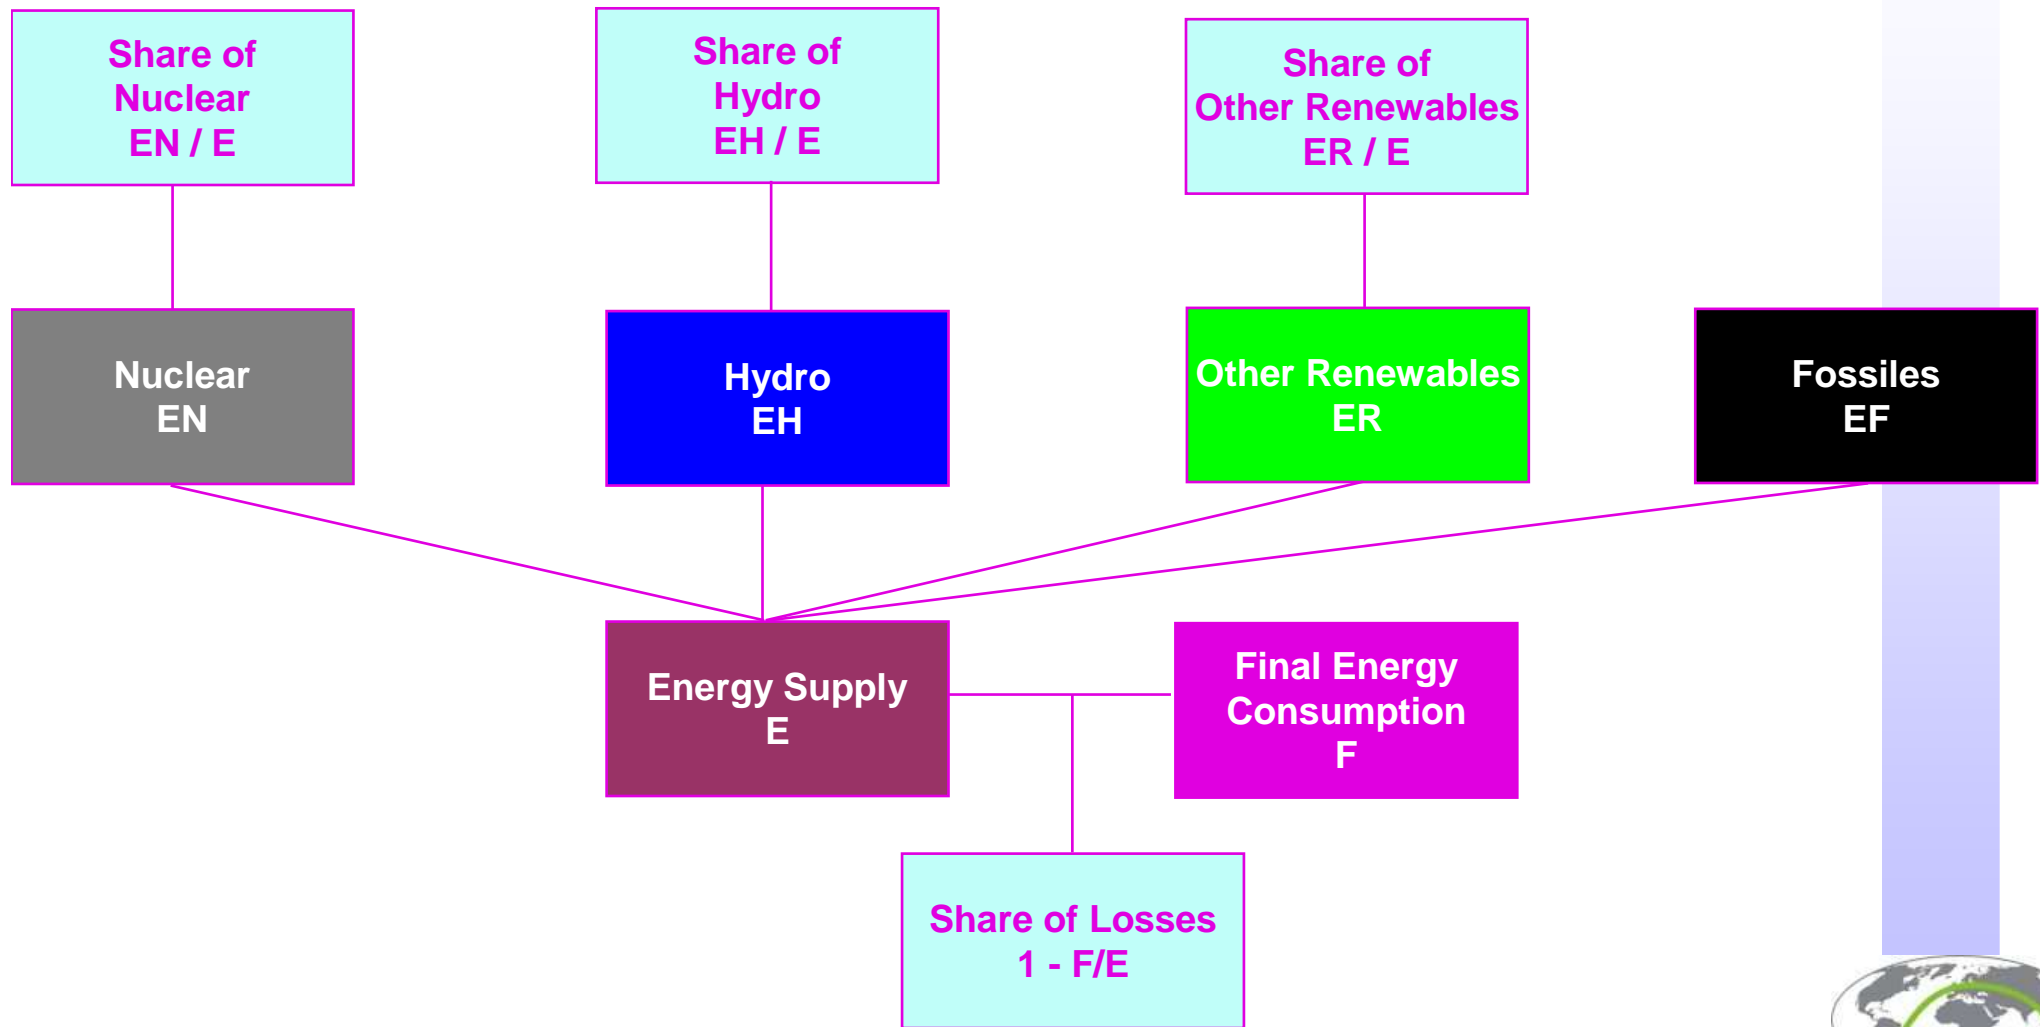 Share of
Nuclear
EN / E
Share of
Hydro
EH / E
Share of
Other Renewables
ER / E
Nuclear
EN
Hydro
EH
Other Renewables
ER
Fossiles
EF
Energy Supply
E
Final Energy
Consumption
F
Share of Losses
1 - F/E